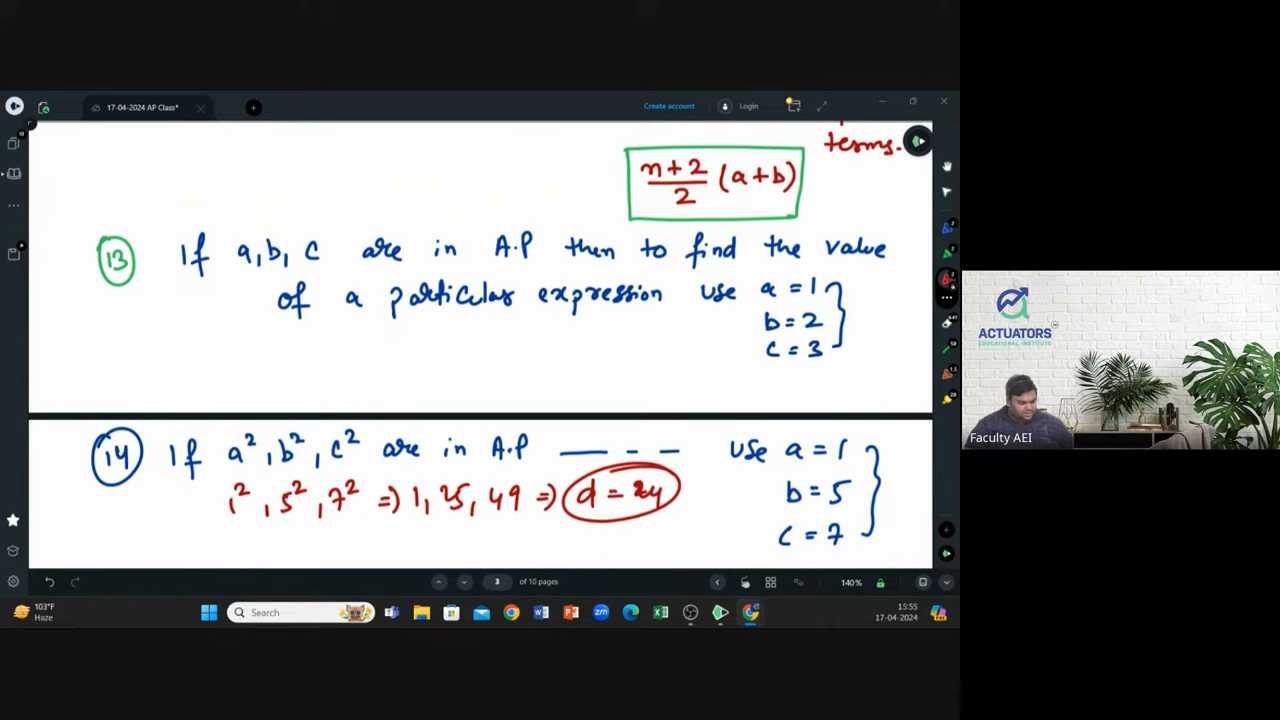 17-04-2024 AP Class*
Create account
Login
terms.
n+2/2 (a+b)
13 If a, b, c are in A.P then to find the value
of a particular expression use a = 1
b = 2
c = 3
14 If a², b², c² are in A.P — - — use a = 1
1², 5², 7² => 1, 25, 49 => d = 24
b = 5
c = 7
3 of 10 pages
140%
ACTUATORS
EDUCATIONAL INSTITUTE
Faculty AEI
103°F
Haze
Search
15:55
17-04-2024